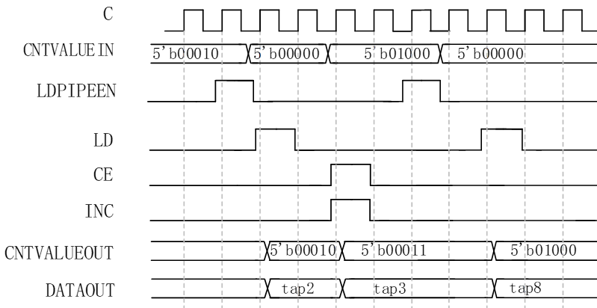 C
CNTVALUEIN 5'b00010 5'b00000 5'b01000 5'b00000
LDPIPEEN
LD
CE
INC
CNTVALUEOUT 5'b00010 5'b00011 5'b01000
DATAOUT tap2 tap3 tap8